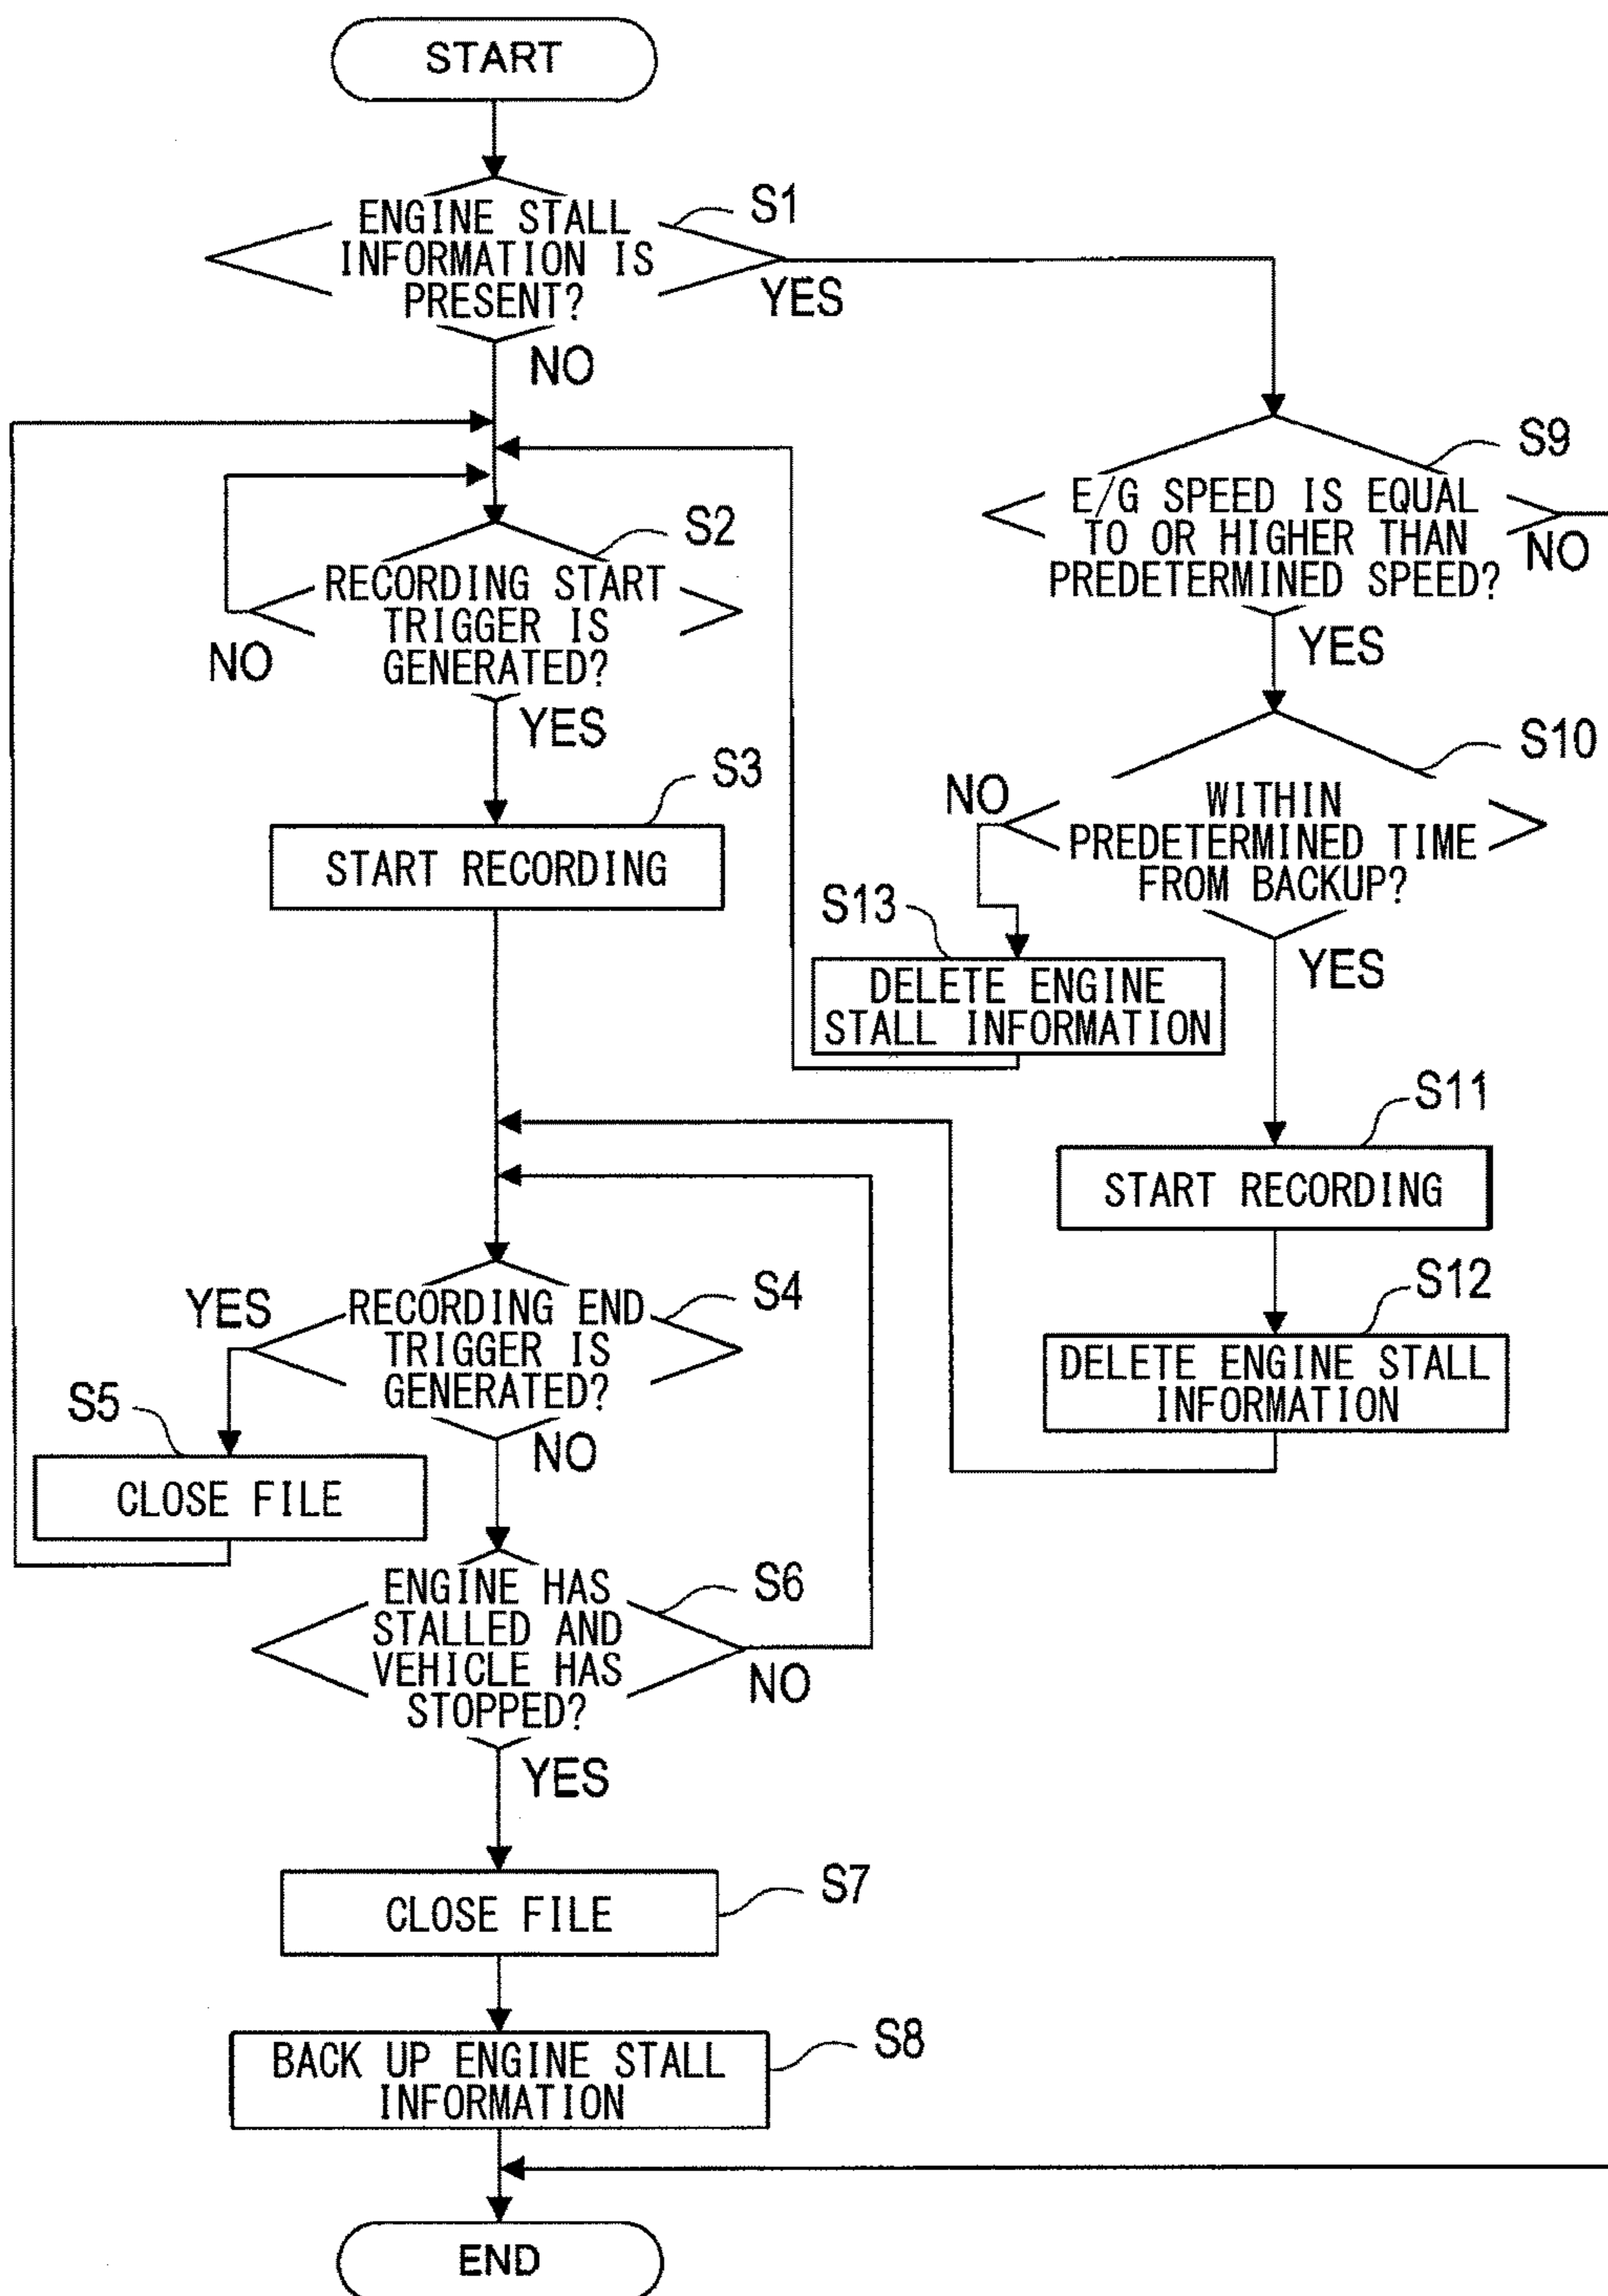 START
ENGINE STALL
INFORMATION IS
PRESENT?
S1
YES
NO
S9
E/G SPEED IS EQUAL
TO OR HIGHER THAN
PREDETERMINED SPEED?
NO
YES
S2
RECORDING START
TRIGGER IS
GENERATED?
NO
YES
S10
WITHIN
PREDETERMINED TIME
FROM BACKUP?
NO
YES
S3
START RECORDING
S13
DELETE ENGINE
STALL INFORMATION
S11
START RECORDING
S12
DELETE ENGINE STALL
INFORMATION
S4
RECORDING END
TRIGGER IS
GENERATED?
YES
NO
S5
CLOSE FILE
S6
ENGINE HAS
STALLED AND
VEHICLE HAS
STOPPED?
NO
YES
S7
CLOSE FILE
S8
BACK UP ENGINE STALL
INFORMATION
END